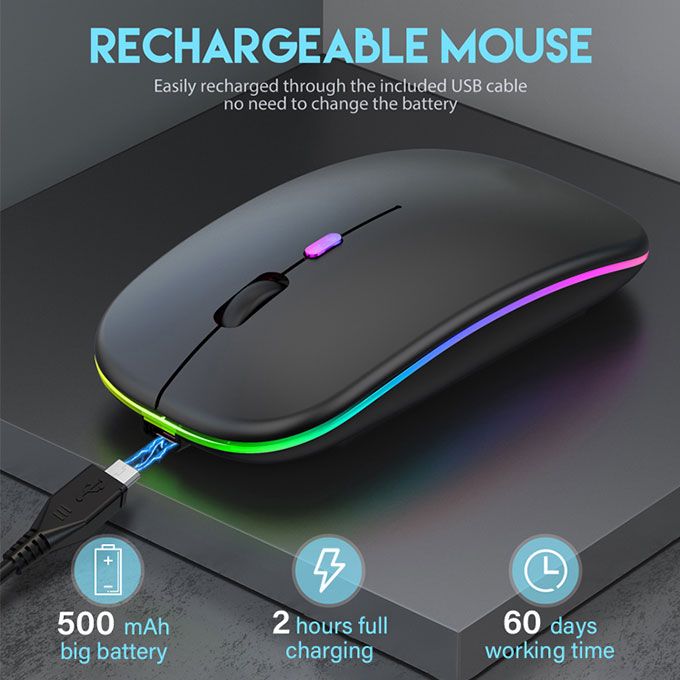 RECHARGEABLE MOUSE
Easily recharged through the included USB cable
no need to change the battery
500 mAh
big battery
2 hours full
charging
60 days
working time